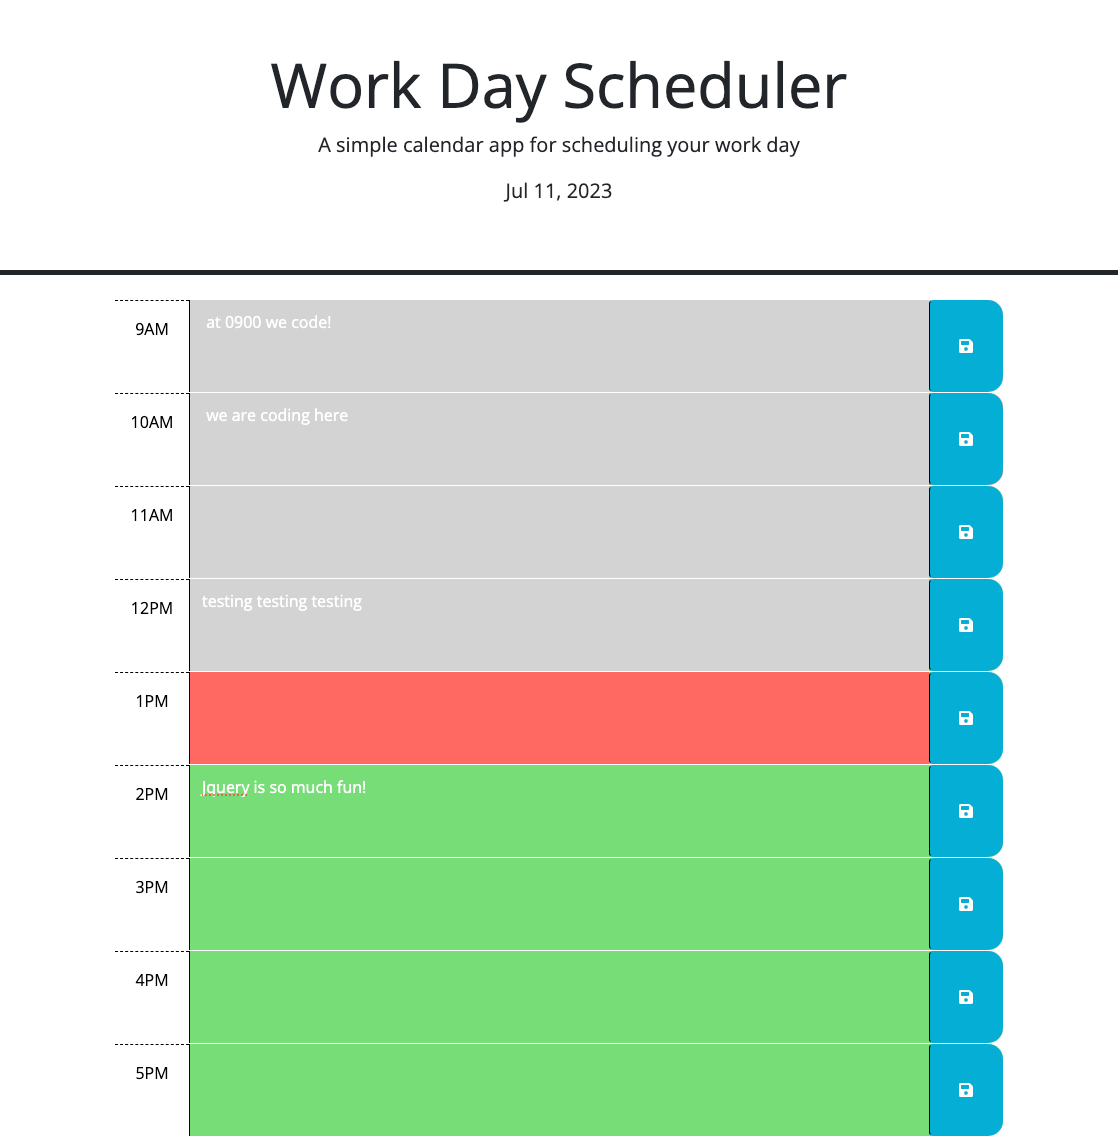 Work Day Scheduler
A simple calendar app for scheduling your work day
Jul 11, 2023
9AM
at 0900 we code!
10AM
we are coding here
11AM
12PM
testing testing testing
1PM
2PM
Jquery is so much fun!
3PM
4PM
5PM